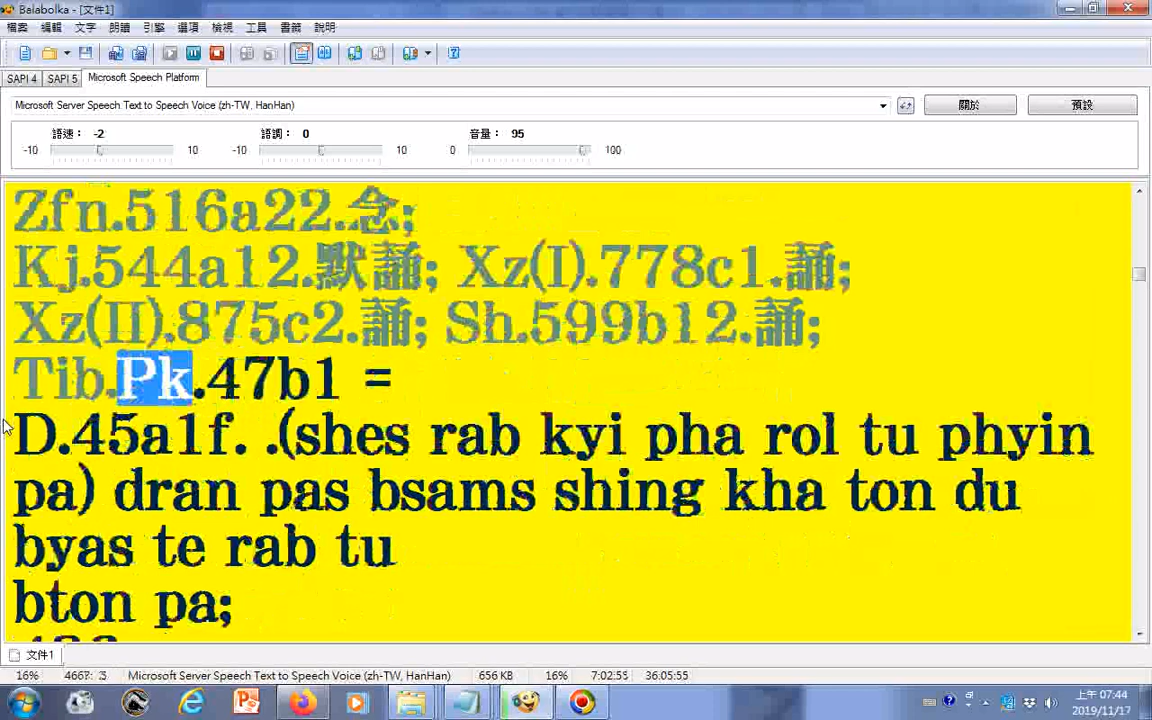 Balabolka - [文件1]
檔案 編輯 文字 朗讀 引擎 選項 檢視 工具 書籤 說明
SAPI 4 SAPI 5 Microsoft Speech Platform
Microsoft Server Speech Text to Speech Voice (zh-TW, HanHan)
關於 預設
語速： -2 語調： 0 音量： 95
-10 10 -10 10 0 100
Zfn.516a22.念;
Kj.544a12.默誦; Xz(I).778c1.誦;
Xz(II).875c2.誦; Sh.599b12.誦;
Tib.Pk.47b1 =
D.45a1f. .(shes rab kyi pha rol tu phyin
pa) dran pas bsams shing kha ton du
byas te rab tu
bton pa;
文件1
16% Microsoft Server Speech Text to Speech Voice (zh-TW, HanHan) 656 KB 16% 36:05:55
上午 07:44
2019/11/17